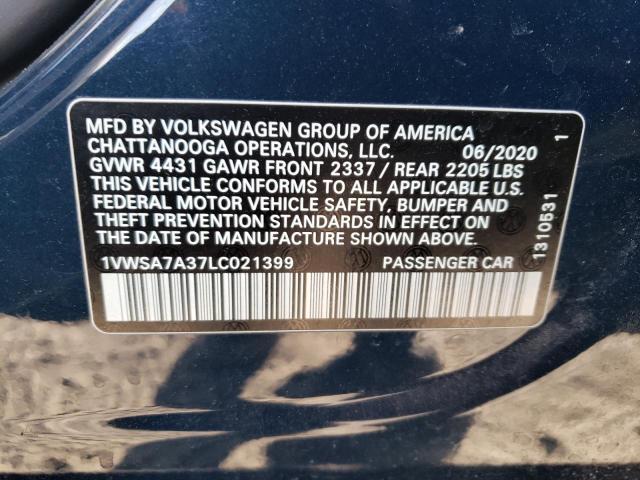 MFD BY VOLKSWAGEN GROUP OF AMERICA
CHATTANOOGA OPERATIONS, LLC. 06/2020
GVWR 4431 GAWR FRONT 2337 / REAR 2205 LBS
THIS VEHICLE CONFORMS TO ALL APPLICABLE U.S.
FEDERAL MOTOR VEHICLE SAFETY, BUMPER AND
THEFT PREVENTION STANDARDS IN EFFECT ON
THE DATE OF MANUFACTURE SHOWN ABOVE.
1VWSA7A37LC021399 PASSENGER CAR
1310531 1